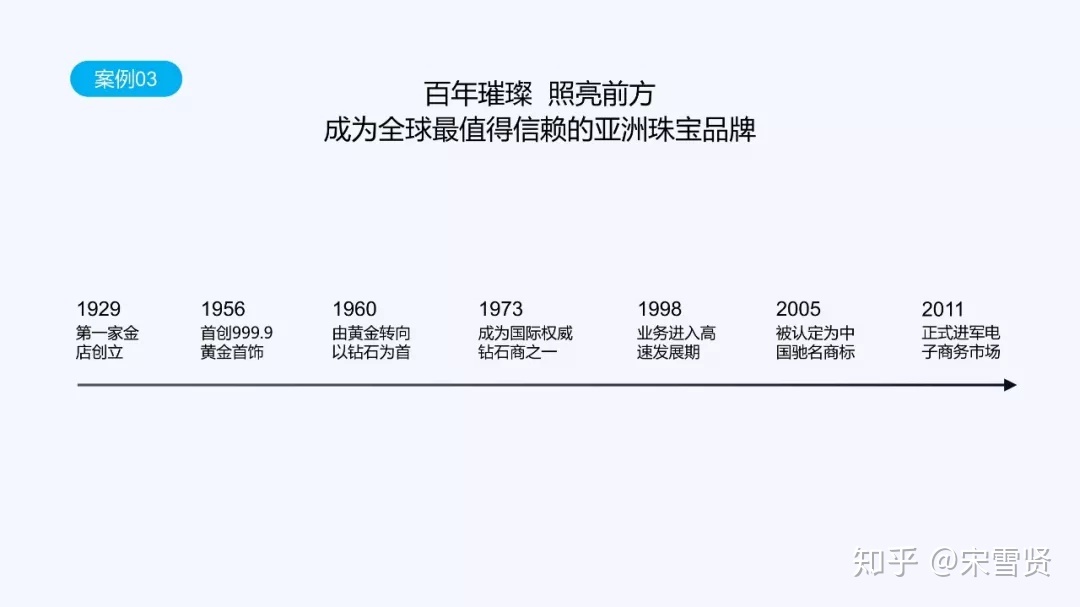 案例03
百年璀璨 照亮前方
成为全球最值得信赖的亚洲珠宝品牌
1929
第一家金
店创立
1956
首创999.9
黄金首饰
1960
由黄金转向
以钻石为首
1973
成为国际权威
钻石商之一
1998
业务进入高
速发展期
2005
被认定为中
国驰名商标
2011
正式进军电
子商务市场
知乎 @宋雪贤